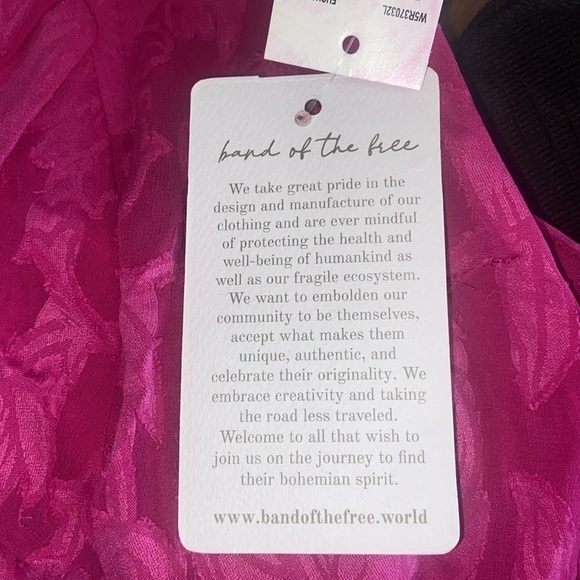 W5R37032L
band of the free
We take great pride in the
design and manufacture of our
clothing and are ever mindful
of protecting the health and
well-being of humankind as
well as our fragile ecosystem.
We want to embolden our
community to be themselves,
accept what makes them
unique, authentic, and
celebrate their originality. We
embrace creativity and taking
the road less traveled.
Welcome to all that wish to
join us on the journey to find
their bohemian spirit.
www.bandofthefree.world